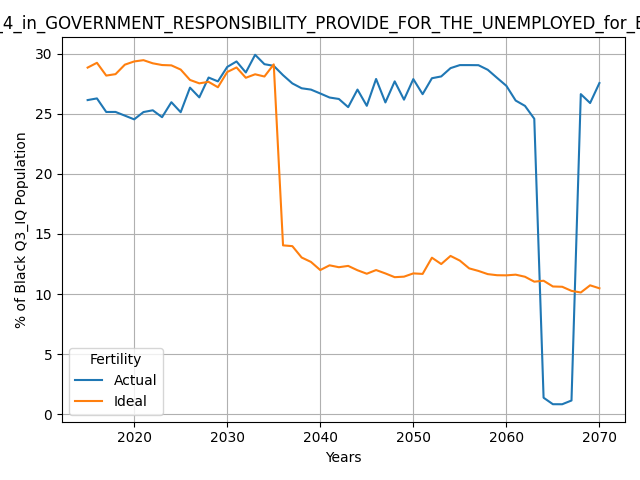 _4_in_GOVERNMENT_RESPONSIBILITY_PROVIDE_FOR_THE_UNEMPLOYED_for_
30
25
20
15
10
5
0
% of Black Q3_IQ Population
Fertility
Actual
Ideal
2020 2030 2040 2050 2060 2070
Years